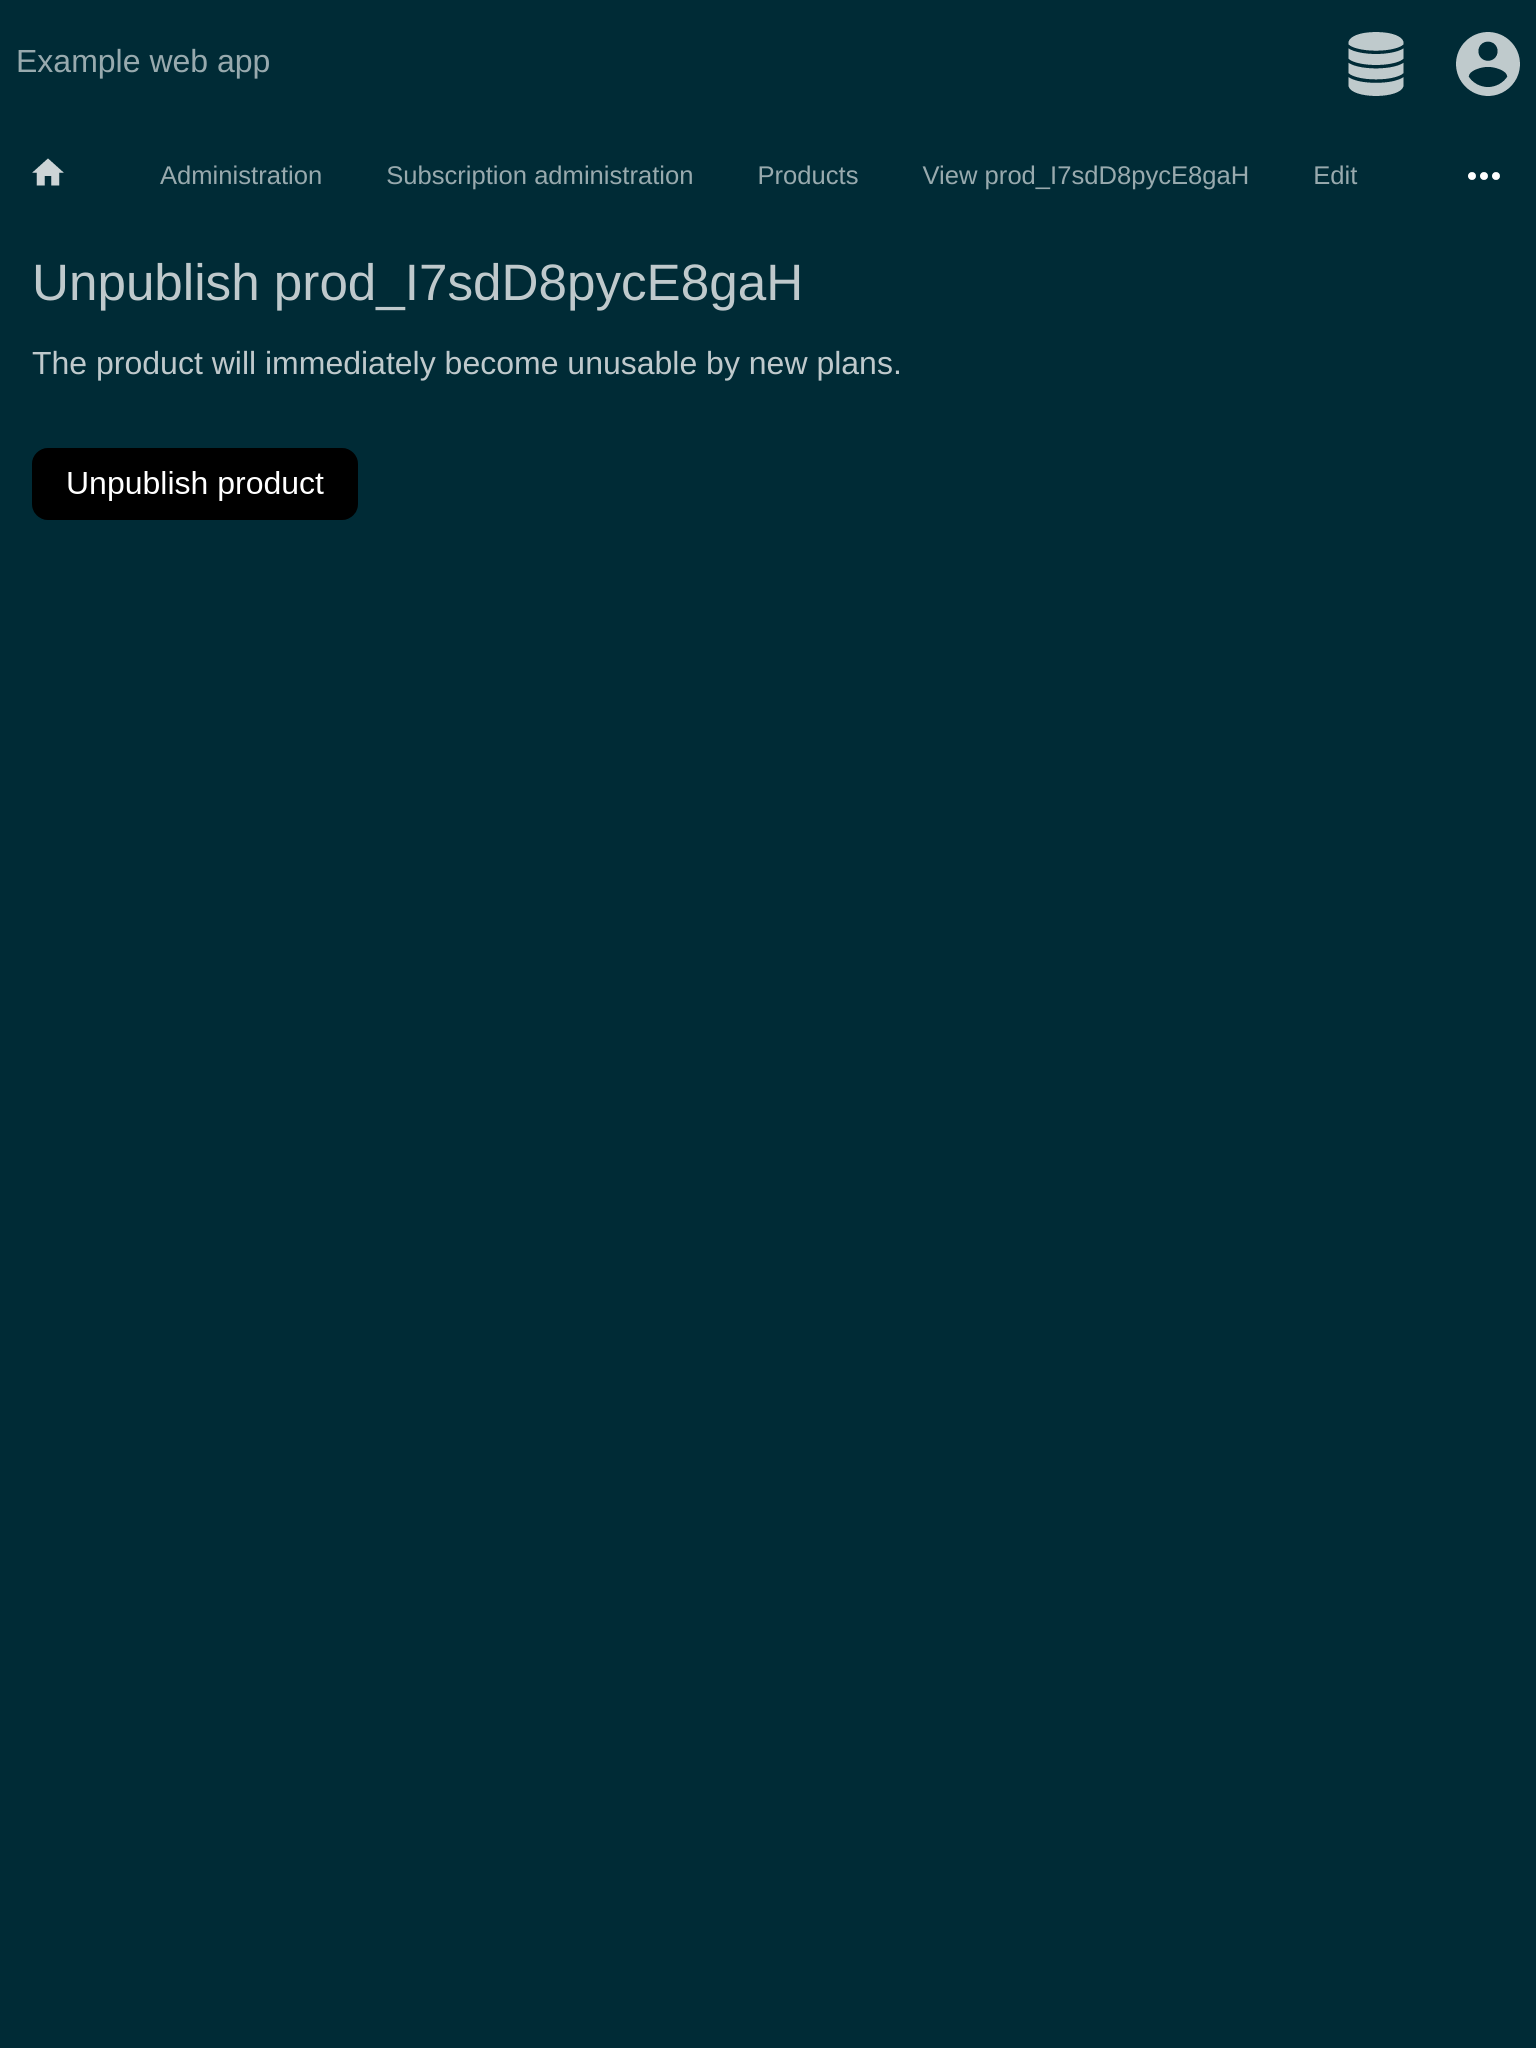 Example web app
Administration Subscription administration Products View prod_I7sdD8pycE8gaH Edit
Unpublish prod_I7sdD8pycE8gaH
The product will immediately become unusable by new plans.
Unpublish product